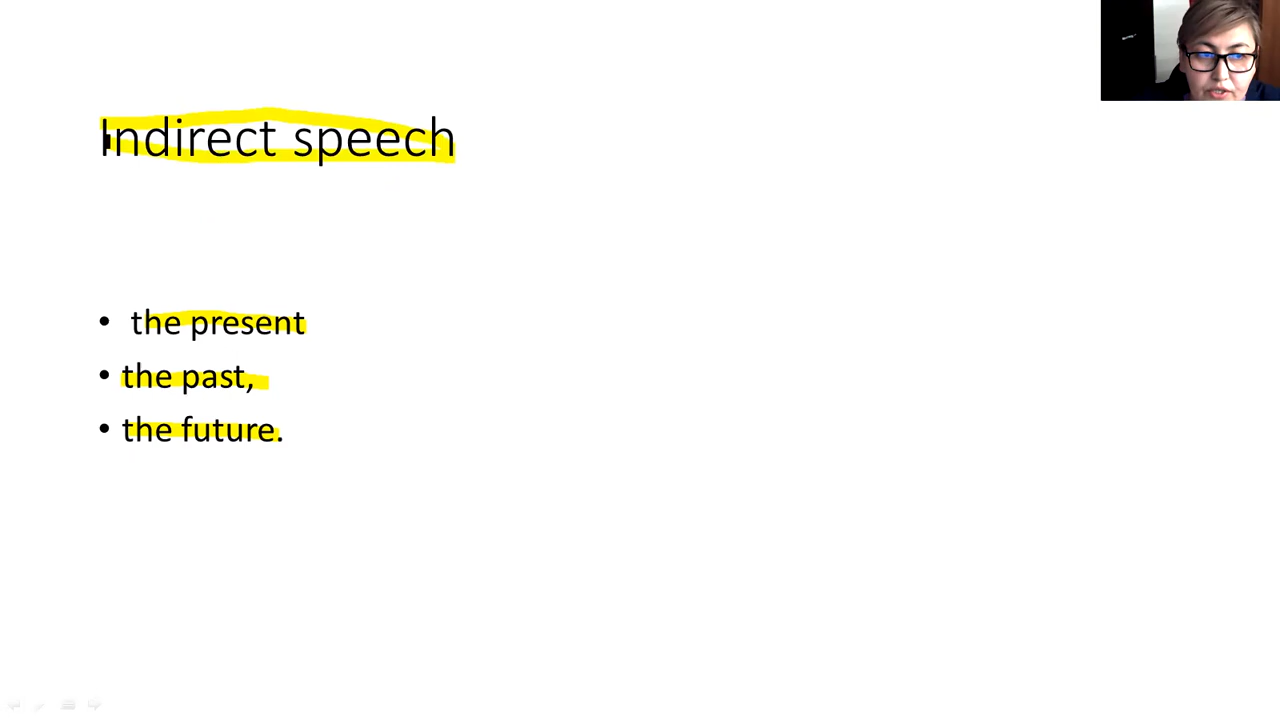 Indirect speech
• the present
• the past,
• the future.